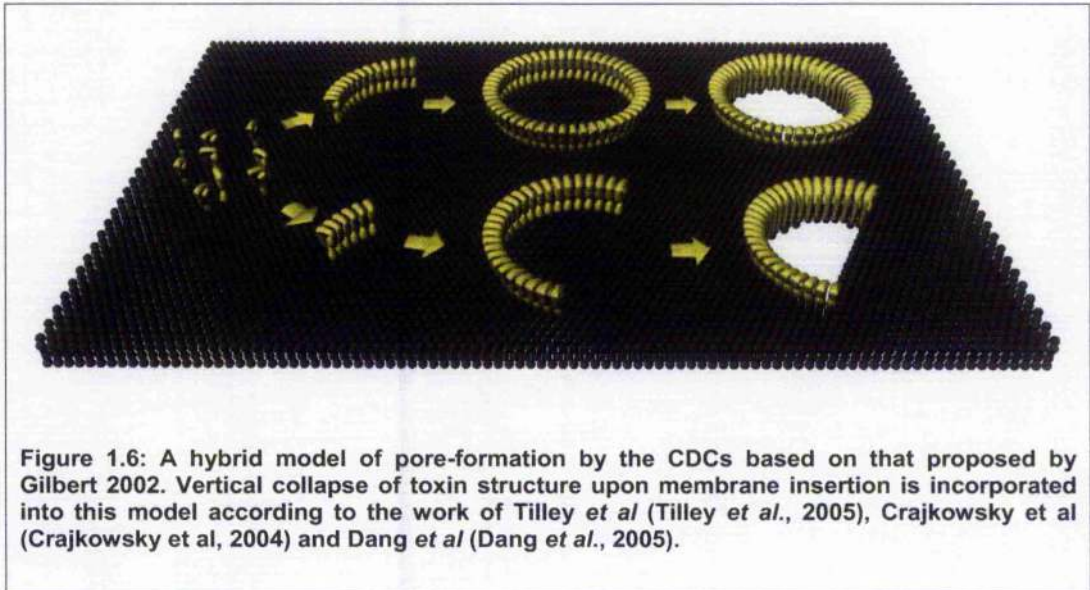 Figure 1.6: A hybrid model of pore-formation by the CDCs based on that proposed by
Gilbert 2002. Vertical collapse of toxin structure upon membrane insertion is incorporated
into this model according to the work of Tilley et al (Tilley et al., 2005), Crajkowsky et al
(Crajkowsky et al, 2004) and Dang et al (Dang et al., 2005).